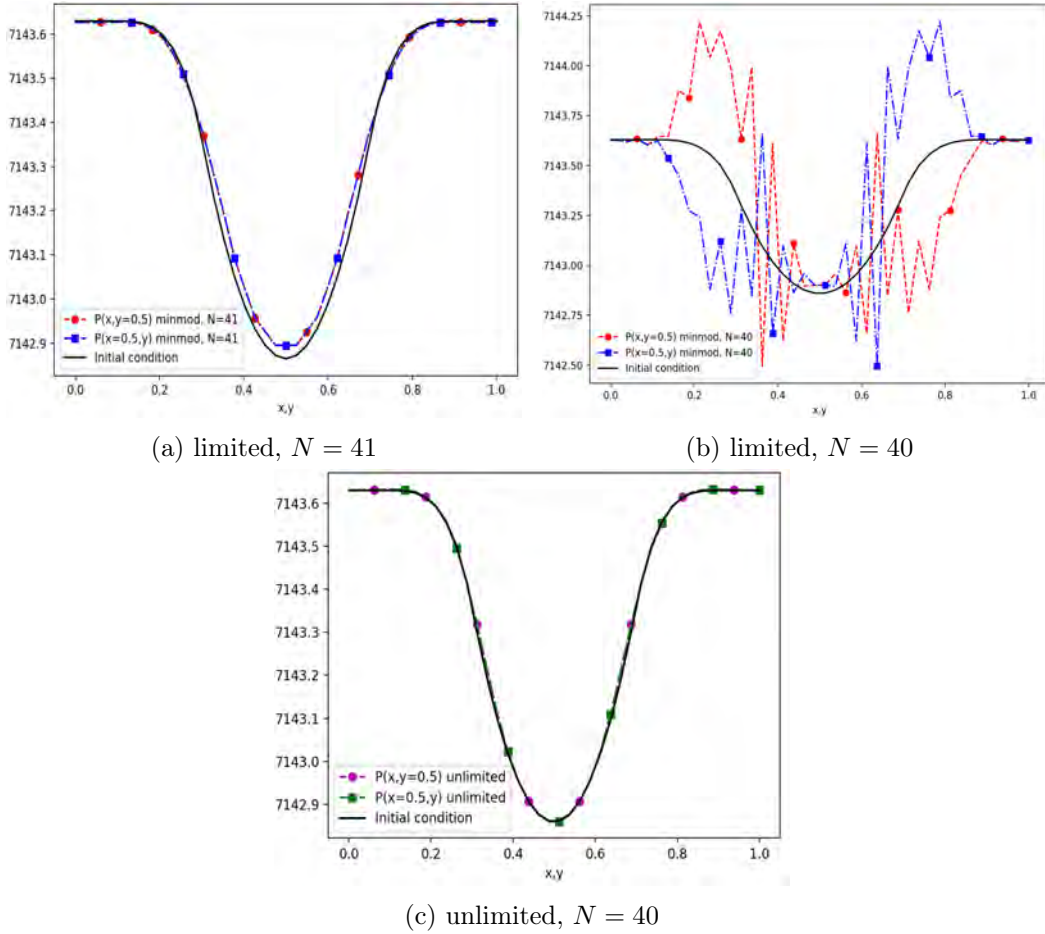 7143.6
7143.5
7143.4
7143.3
7143.2
7143.1
7143.0
7142.9
P(x,y=0.5) minmod, N=41
P(x=0.5,y) minmod, N=41
Initial condition
0.0 0.2 0.4 0.6 0.8 1.0
x,y
(a) limited, N = 41
7144.25
7144.00
7143.75
7143.50
7143.25
7143.00
7142.75
7142.50
P(x,y=0.5) minmod, N=40
P(x=0.5,y) minmod, N=40
Initial condition
0.0 0.2 0.4 0.6 0.8 1.0
x,y
(b) limited, N = 40
7143.6
7143.5
7143.4
7143.3
7143.2
7143.1
7143.0
7142.9
P(x,y=0.5) unlimited
P(x=0.5,y) unlimited
Initial condition
0.0 0.2 0.4 0.6 0.8 1.0
x,y
(c) unlimited, N = 40